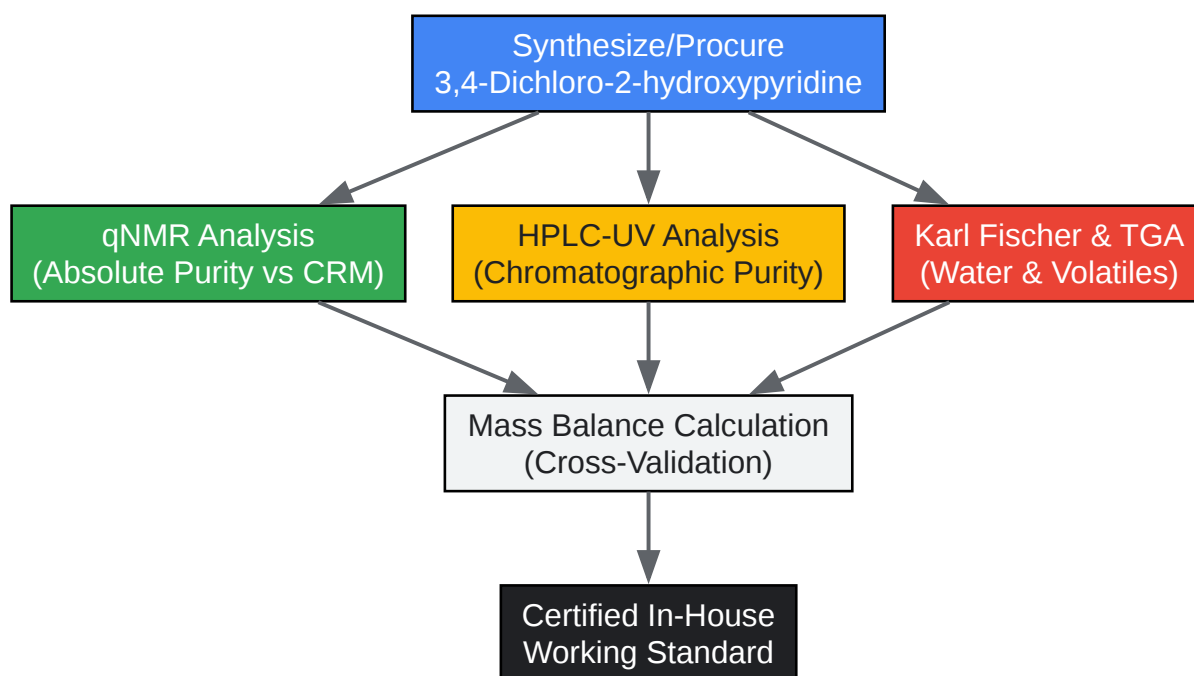 Synthesize/Procure
3,4-Dichloro-2-hydroxypyridine
qNMR Analysis
(Absolute Purity vs CRM)
HPLC-UV Analysis
(Chromatographic Purity)
Karl Fischer & TGA
(Water & Volatiles)
Mass Balance Calculation
(Cross-Validation)
Certified In-House
Working Standard